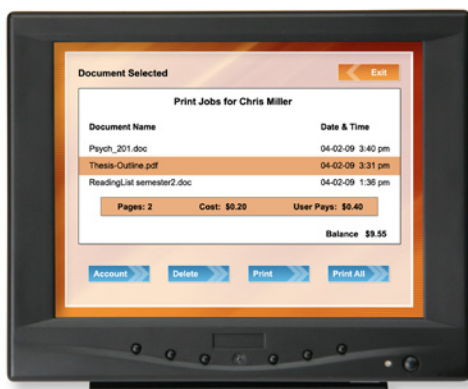 Document Selected
Exit
Print Jobs for Chris Miller
Document Name Date & Time
Psych_201.doc 04-02-09 3:40 pm
Thesis-Outline.pdf 04-02-09 3:31 pm
ReadingList semester2.doc 04-02-09 1:36 pm
Pages: 2 Cost: $0.20 User Pays: $0.40
Balance $9.55
Account Delete Print Print All